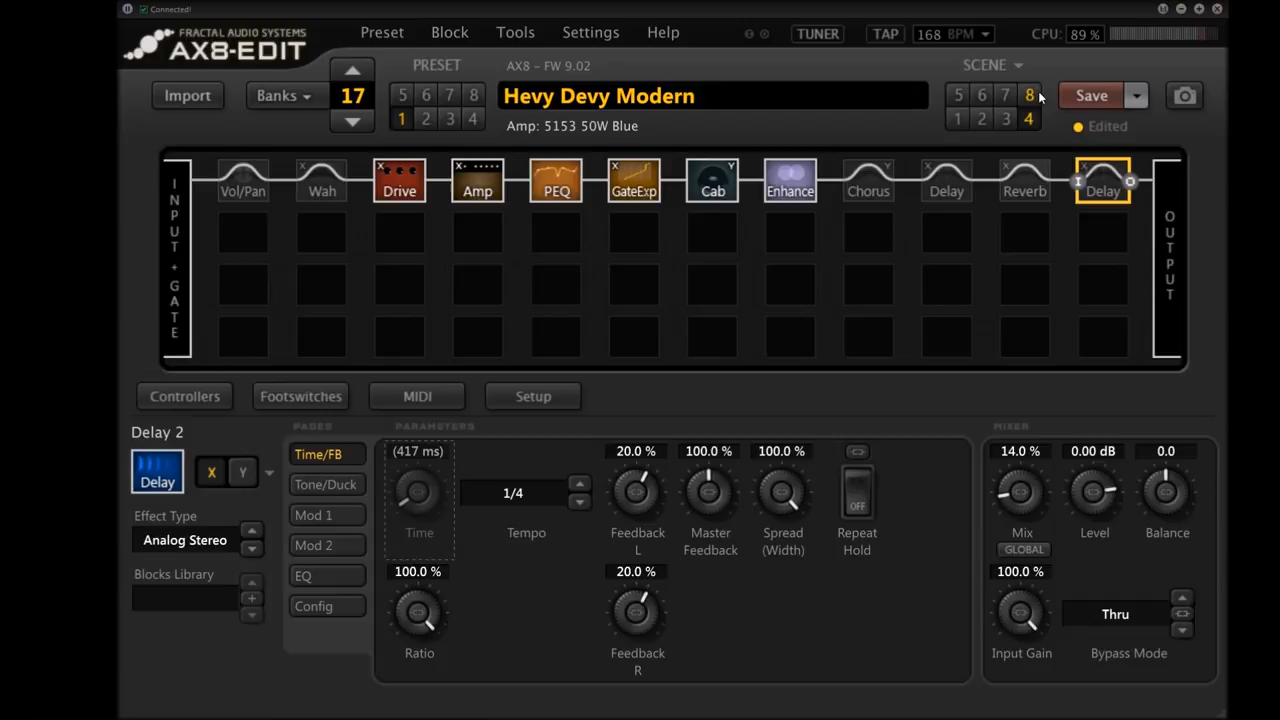 Connected!
FRACTAL AUDIO SYSTEMS
AX8-EDIT
Preset Block Tools Settings Help
TUNER TAP 168 BPM CPU: 89 %
Import Banks 17
PRESET
5 6 7 8
1 2 3 4
AX8 - FW 9.02
Hevy Devy Modern
Amp: 5153 50W Blue
SCENE
5 6 7 8
1 2 3 4
Save
Edited
INPUT + GATE
X X X X Y X Y X X X
Vol/Pan Wah Drive Amp PEQ GateExp Cab Enhance Chorus Delay Reverb Delay
OUTPUT
Controllers Footswitches MIDI Setup
Delay 2
Delay
X Y
Effect Type
Analog Stereo
Blocks Library
PAGES
Time/FB
Tone/Duck
Mod 1
Mod 2
EQ
Config
PARAMETERS
(417 ms) 20.0 % 100.0 % 100.0 %
1/4 OFF
Time Tempo Feedback L Master Feedback Spread (Width) Repeat Hold
100.0 % 20.0 %
Ratio Feedback R
MIXER
14.0 % 0.00 dB 0.0
Mix Level Balance
GLOBAL
100.0 %
Thru
Input Gain Bypass Mode